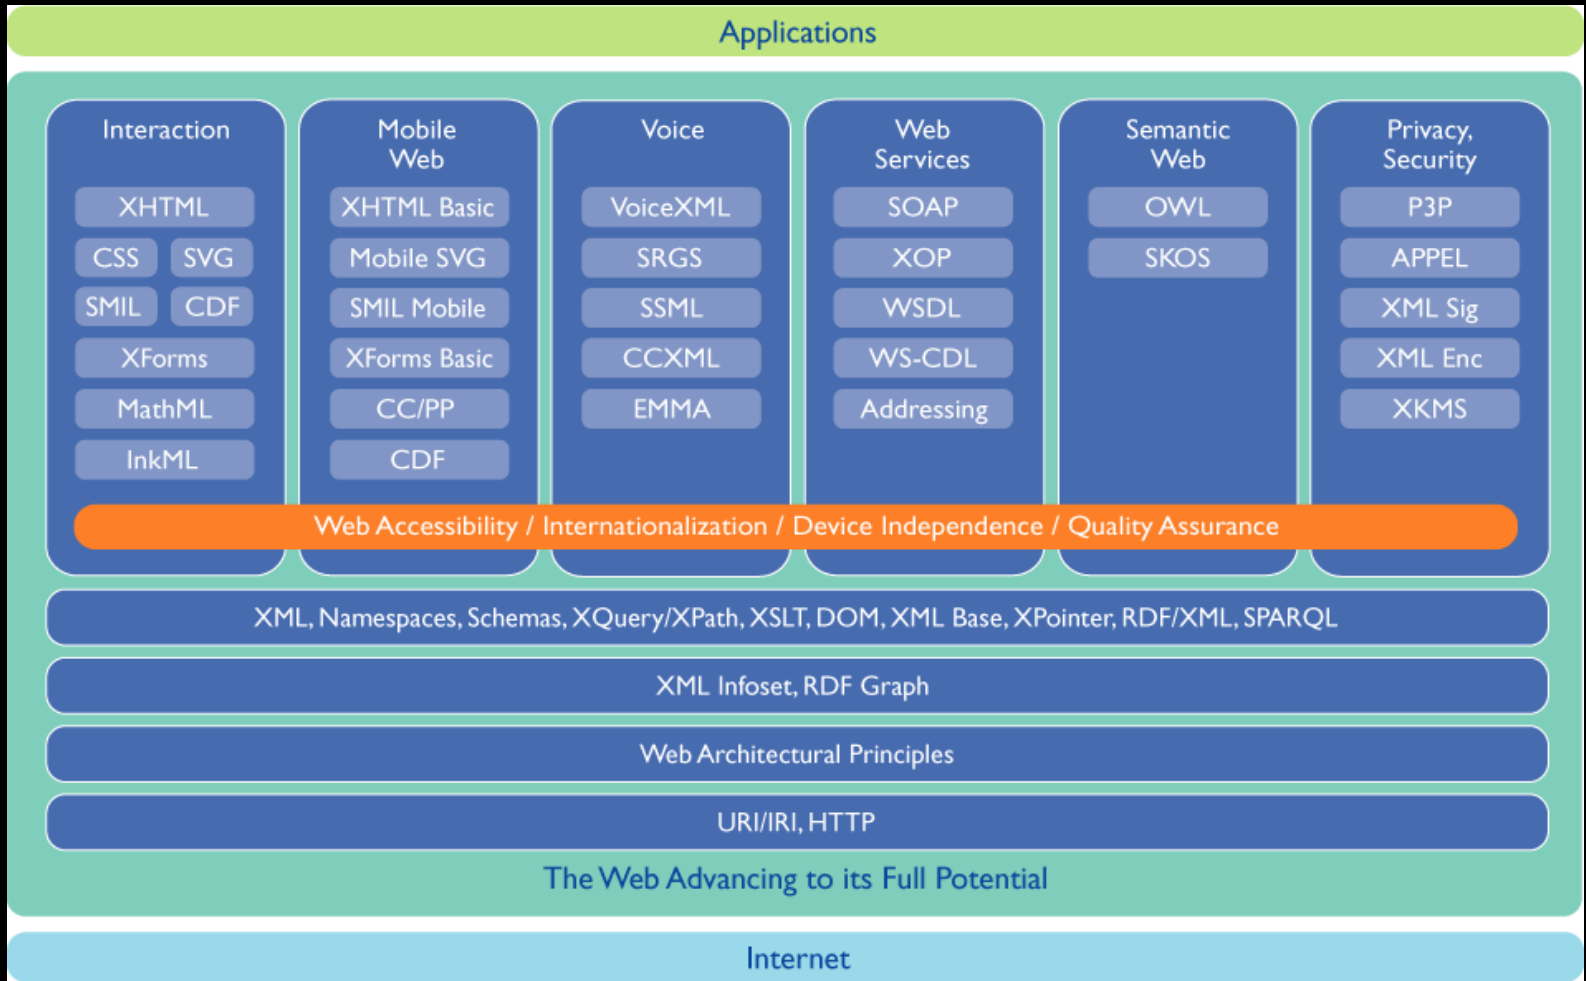 Applications
Interaction
XHTML
CSS
SVG
SMIL
CDF
XForms
MathML
InkML
Mobile
Web
XHTML Basic
Mobile SVG
SMIL Mobile
XForms Basic
CC/PP
CDF
Voice
VoiceXML
SRGS
SSML
CCXML
EMMA
Web
Services
SOAP
XOP
WSDL
WS-CDL
Addressing
Semantic
Web
OWL
SKOS
Privacy,
Security
P3P
APPEL
XML Sig
XML Enc
XKMS
Web Accessibility / Internationalization / Device Independence / Quality Assurance
XML, Namespaces, Schemas, XQuery/XPath, XSLT, DOM, XML Base, XPointer, RDF/XML, SPARQL
XML Infoset, RDF Graph
Web Architectural Principles
URI/IRI, HTTP
The Web Advancing to its Full Potential
Internet